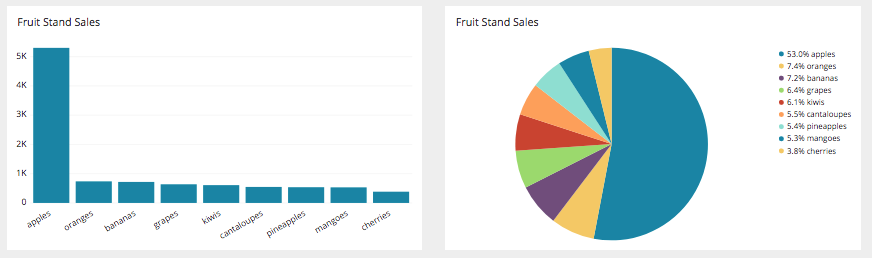 Fruit Stand Sales
5K
4K
3K
2K
1K
0
apples
oranges
bananas
grapes
kiwis
cantaloupes
pineapples
mangoes
cherries
Fruit Stand Sales
53.0% apples
7.4% oranges
7.2% bananas
6.4% grapes
6.1% kiwis
5.5% cantaloupes
5.4% pineapples
5.3% mangoes
3.8% cherries